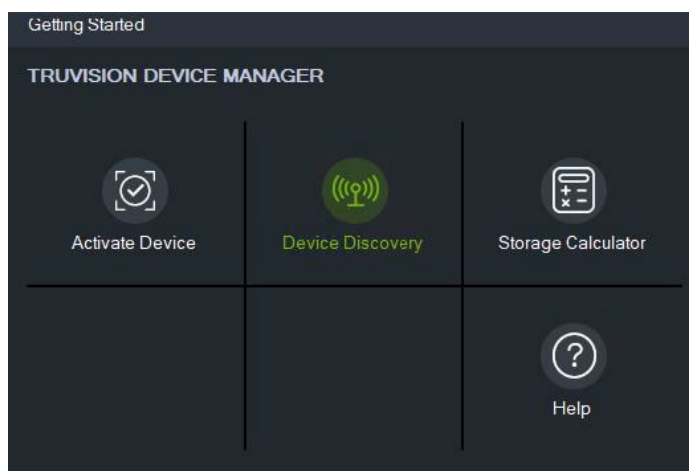 Getting Started
TRUVISION DEVICE MANAGER
Activate Device
Device Discovery
Storage Calculator
Help